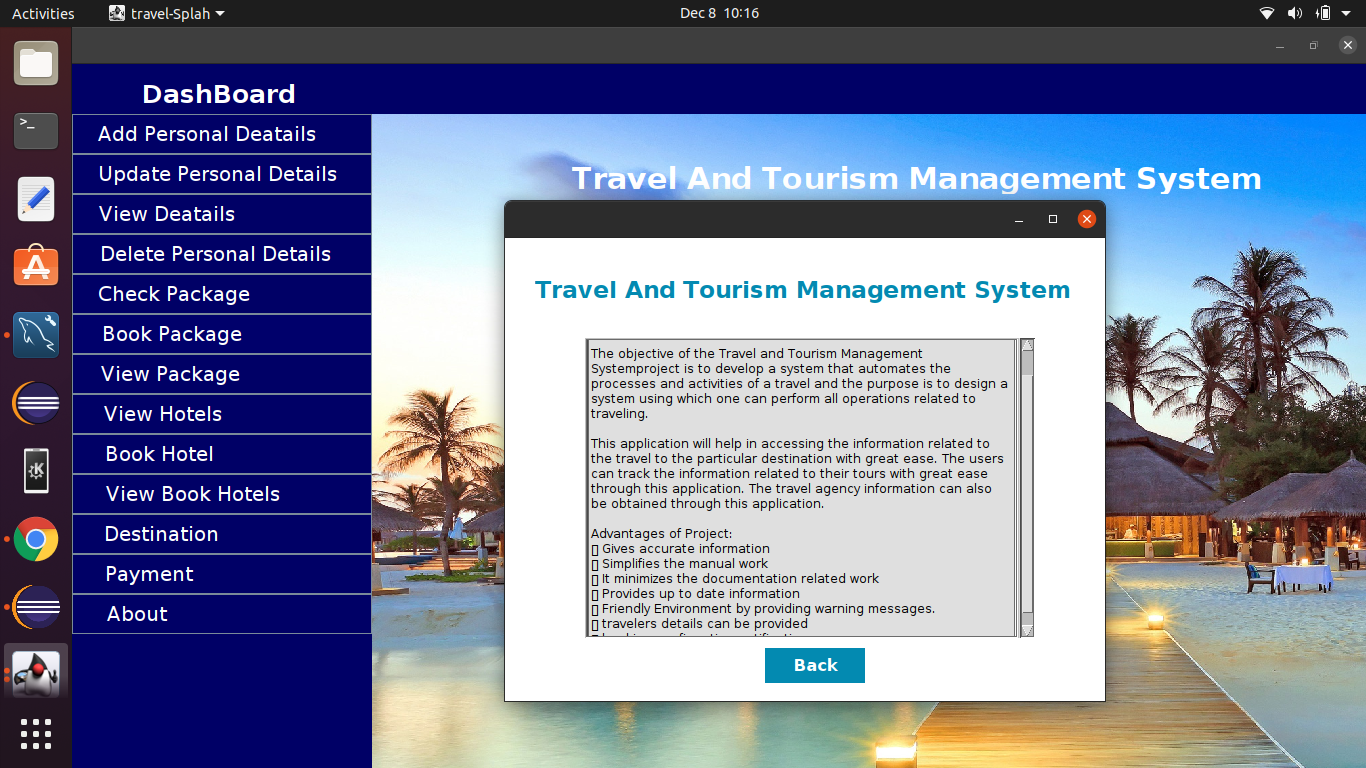 Activities travel-Splah Dec 8 10:16
DashBoard
Add Personal Deatails
Update Personal Details
View Deatails
Delete Personal Details
Check Package
Book Package
View Package
View Hotels
Book Hotel
View Book Hotels
Destination
Payment
About
Travel And Tourism Management System
Travel And Tourism Management System
The objective of the Travel and Tourism Management
Systemproject is to develop a system that automates the
processes and activities of a travel and the purpose is to design a
system using which one can perform all operations related to
traveling.
This application will help in accessing the information related to
the travel to the particular destination with great ease. The users
can track the information related to their tours with great ease
through this application. The travel agency information can also
be obtained through this application.
Advantages of Project:
▯ Gives accurate information
▯ Simplifies the manual work
▯ It minimizes the documentation related work
▯ Provides up to date information
▯ Friendly Environment by providing warning messages.
▯ travelers details can be provided
Back